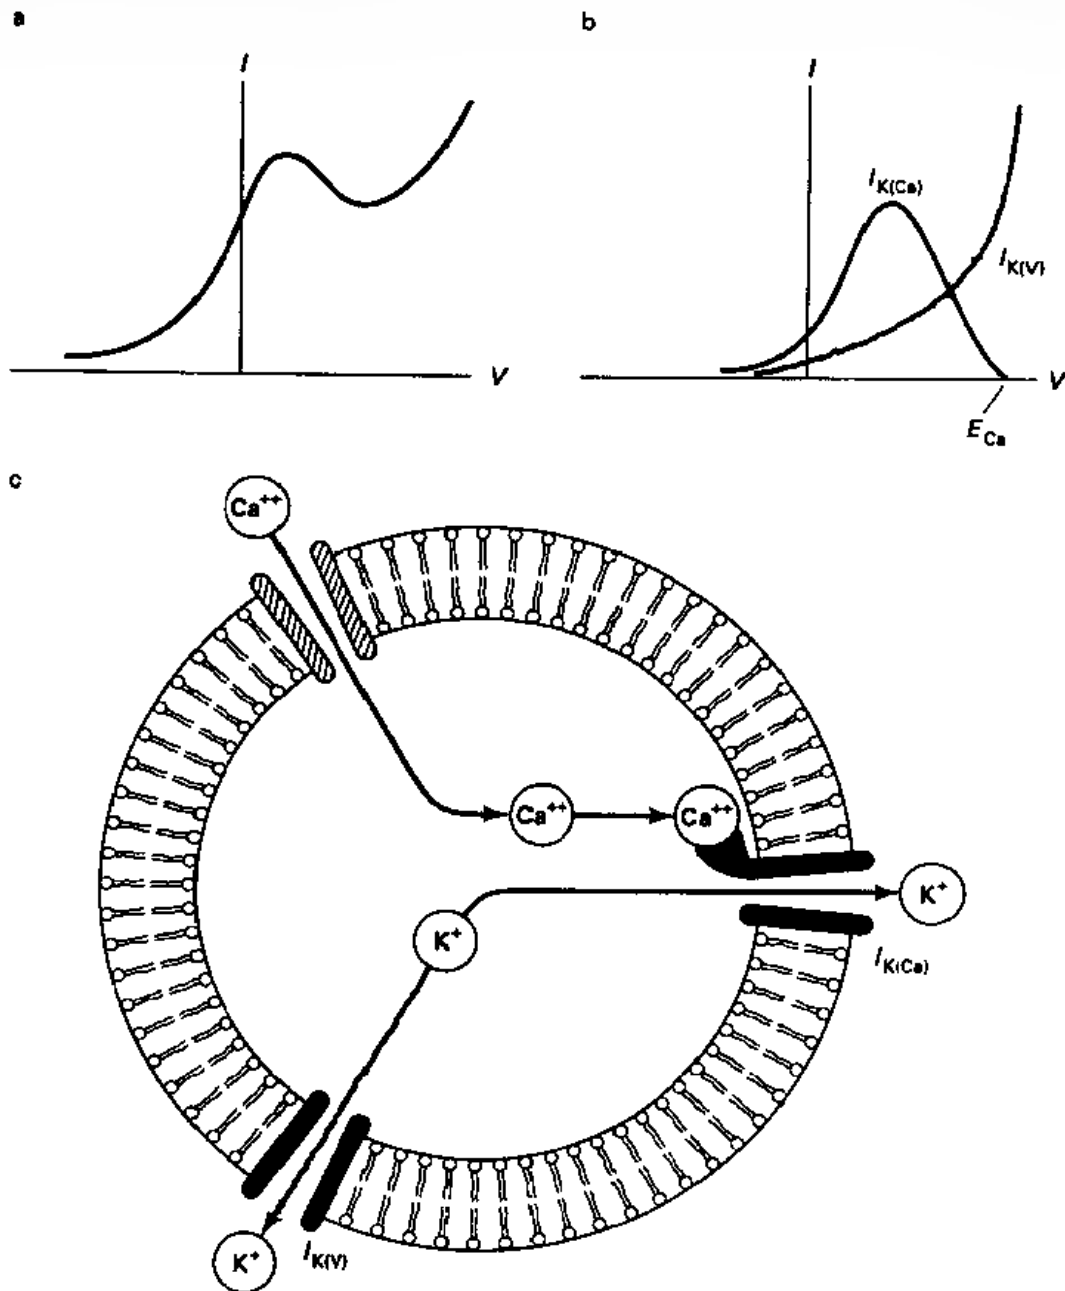 a
b
I
I
I_K(Ca)
I_K(V)
V
V
E_Ca
c
Ca++
Ca++
Ca++
K+
K+
I_K(Ca)
I_K(V)
K+